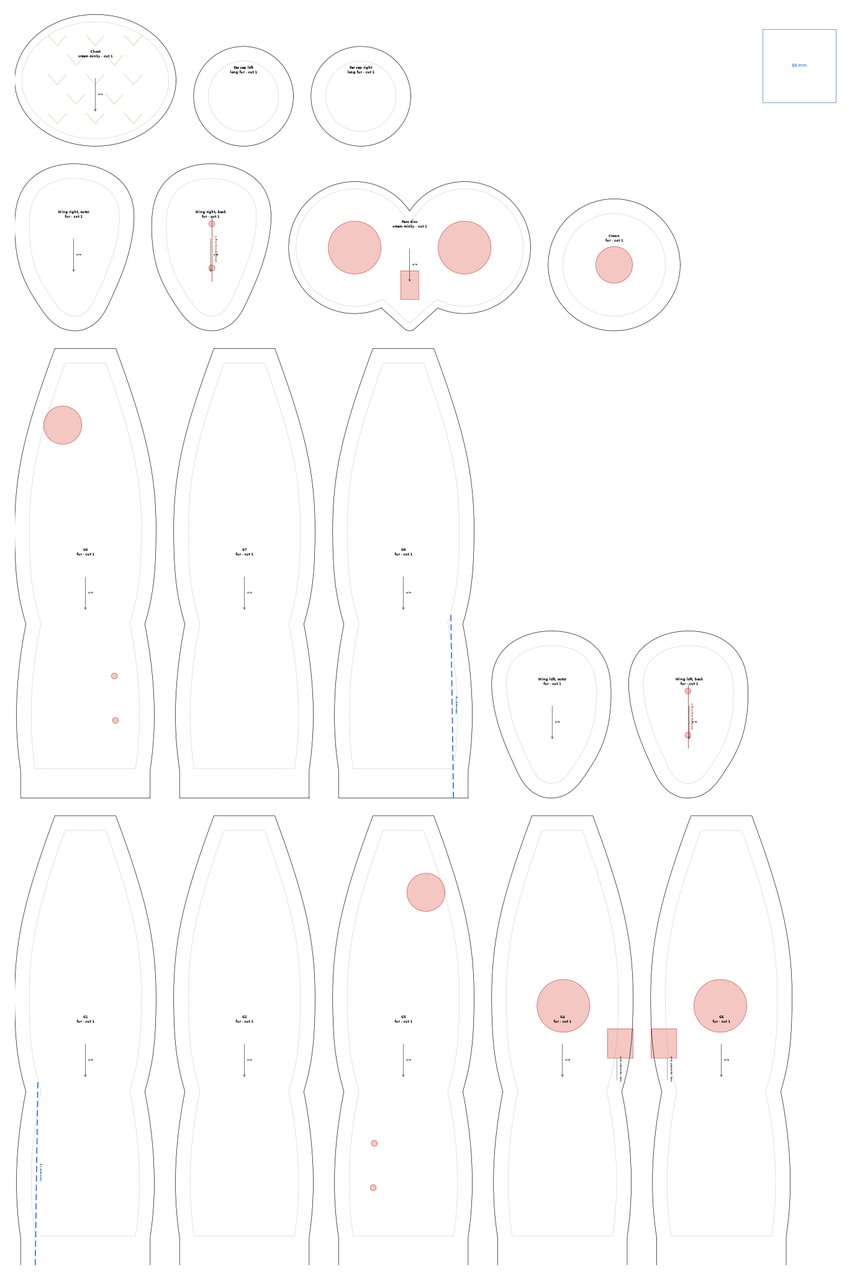 Chest
cream minky - cut 1
Ear cap left
long fur - cut 1
Ear cap right
long fur - cut 1
50 mm
Wing right, outer
fur - cut 1
Wing right, back
fur - cut 1
Face disc
cream minky - cut 1
Crown
fur - cut 1
G6
fur - cut 1
G7
fur - cut 1
G8
fur - cut 1
Wing left, outer
fur - cut 1
Wing left, back
fur - cut 1
G1
fur - cut 1
G2
fur - cut 1
G3
fur - cut 1
G4
fur - cut 1
G5
fur - cut 1